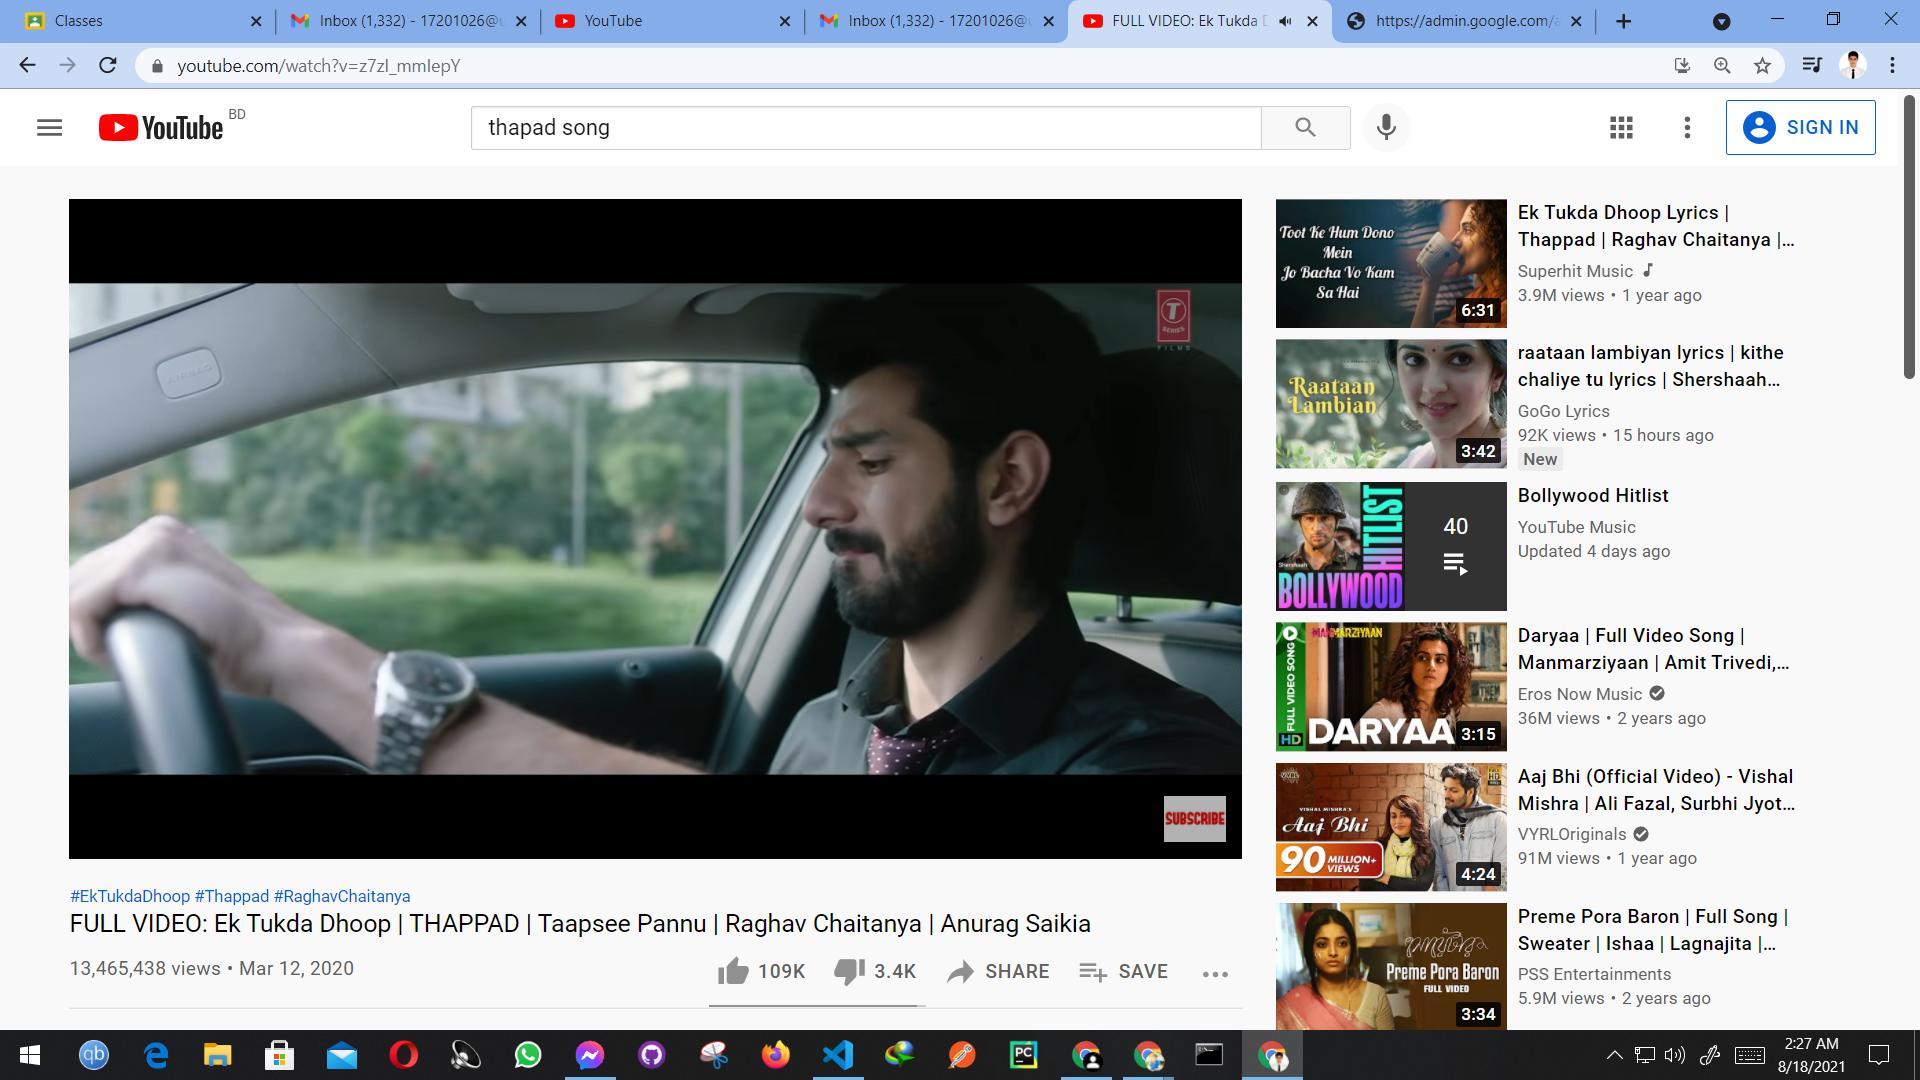 Classes
Inbox (1,332) - 17201026@u
YouTube
Inbox (1,332) - 17201026@u
FULL VIDEO: Ek Tukda D
https://admin.google.com/a
youtube.com/watch?v=z7zI_mmIepY
YouTube BD
thapad song
SIGN IN
AIRBAG
T
SERIES
FILMS
SUBSCRIBE
#EkTukdaDhoop #Thappad #RaghavChaitanya
FULL VIDEO: Ek Tukda Dhoop | THAPPAD | Taapsee Pannu | Raghav Chaitanya | Anurag Saikia
13,465,438 views • Mar 12, 2020
109K
3.4K
SHARE
SAVE
Toot Ke Hum Dono
Mein
Jo Bacha Vo Kam
Sa Hai
6:31
Ek Tukda Dhoop Lyrics |
Thappad | Raghav Chaitanya |...
Superhit Music
3.9M views • 1 year ago
Raataan
Lambian
3:42
raataan lambiyan lyrics | kithe
chaliye tu lyrics | Shershaah...
GoGo Lyrics
92K views • 15 hours ago
New
Shershaah
HITLIST
BOLLYWOOD
40
Bollywood Hitlist
YouTube Music
Updated 4 days ago
MANMARZIYAAN
FULL VIDEO SONG
HD
DARYAA
3:15
Daryaa | Full Video Song |
Manmarziyaan | Amit Trivedi,...
Eros Now Music
36M views • 2 years ago
VISHAL MISHRA'S
Aaj Bhi
90 MILLION+
VIEWS
4:24
Aaj Bhi (Official Video) - Vishal
Mishra | Ali Fazal, Surbhi Jyot...
VYRLOriginals
91M views • 1 year ago
Preme Pora Baron
FULL VIDEO
3:34
Preme Pora Baron | Full Song |
Sweater | Ishaa | Lagnajita |...
PSS Entertainments
5.9M views • 2 years ago
qb
PC
2:27 AM
8/18/2021